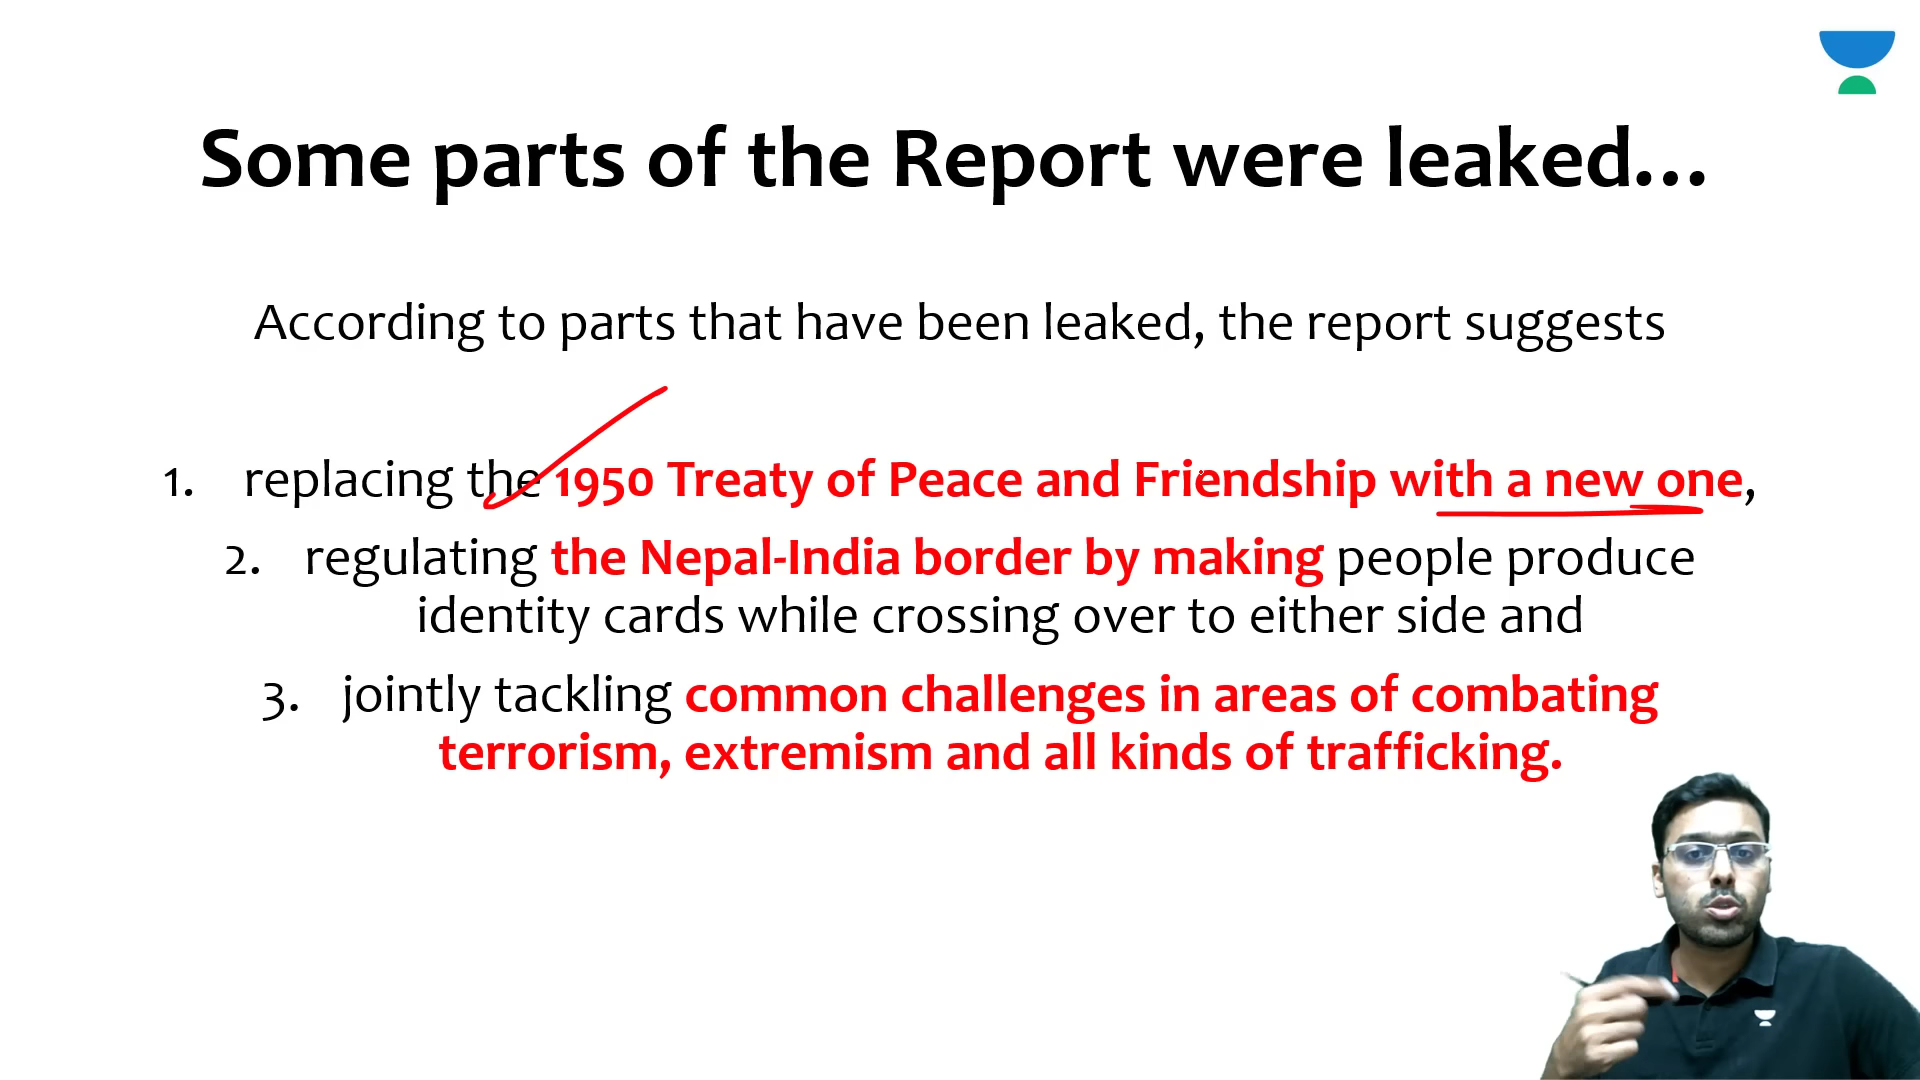 Some parts of the Report were leaked...
According to parts that have been leaked, the report suggests
1. replacing the 1950 Treaty of Peace and Friendship with a new one,
2. regulating the Nepal-India border by making people produce
identity cards while crossing over to either side and
3. jointly tackling common challenges in areas of combating
terrorism, extremism and all kinds of trafficking.